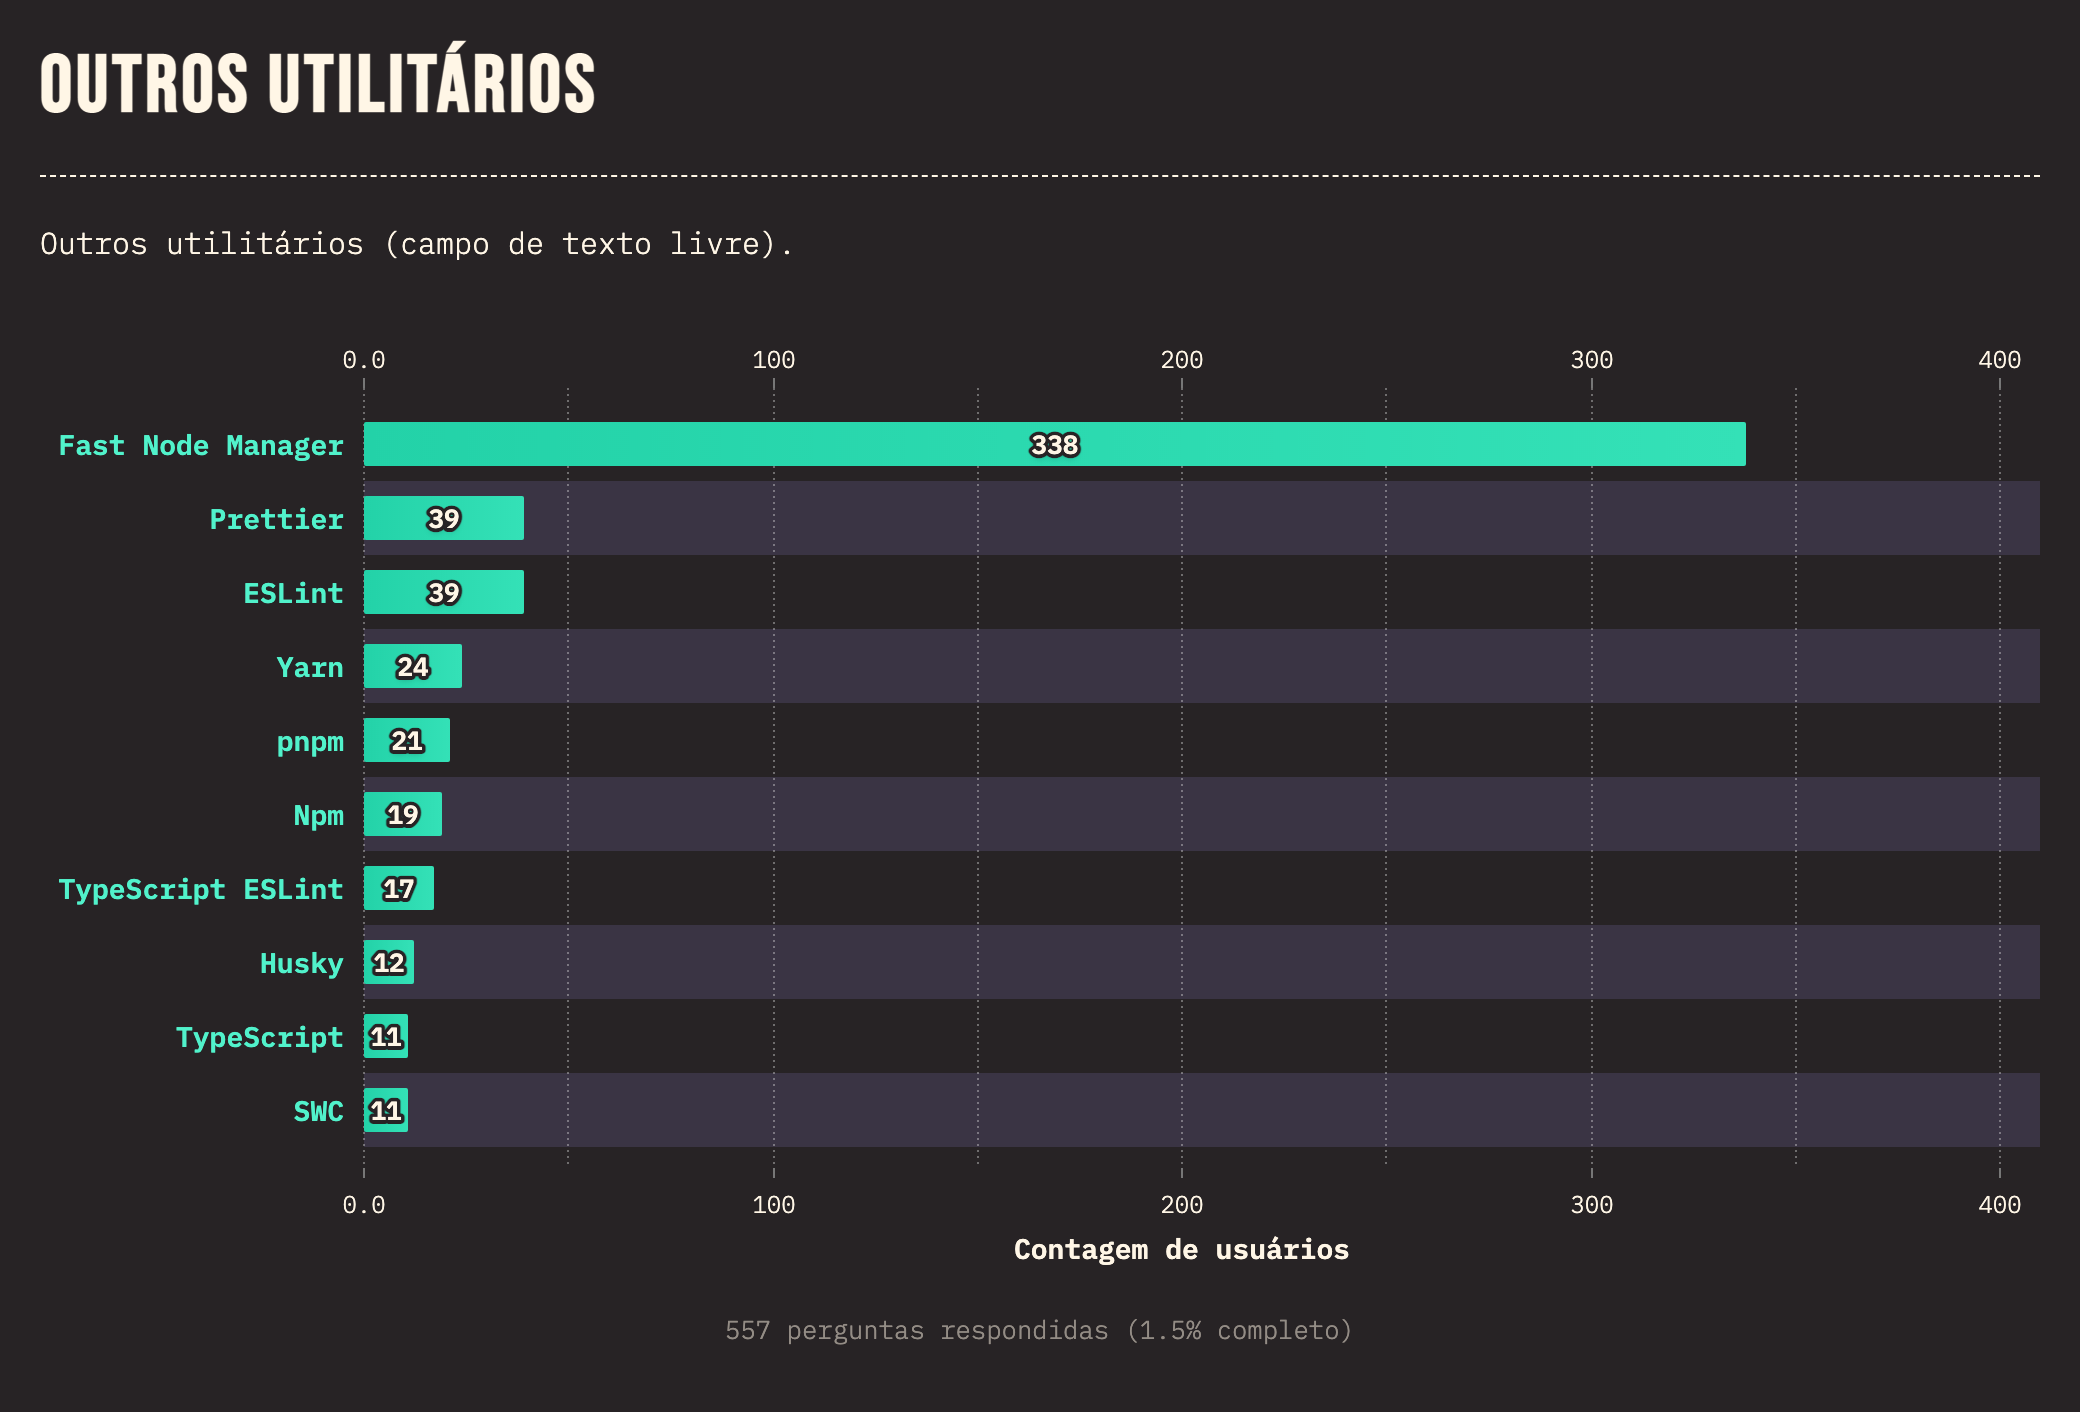 OUTROS UTILITÁRIOS
Outros utilitários (campo de texto livre).
0.0 100 200 300 400
Fast Node Manager 338
Prettier 39
ESLint 39
Yarn 24
pnpm 21
Npm 19
TypeScript ESLint 17
Husky 12
TypeScript 11
SWC 11
0.0 100 200 300 400
Contagem de usuários
557 perguntas respondidas (1.5% completo)